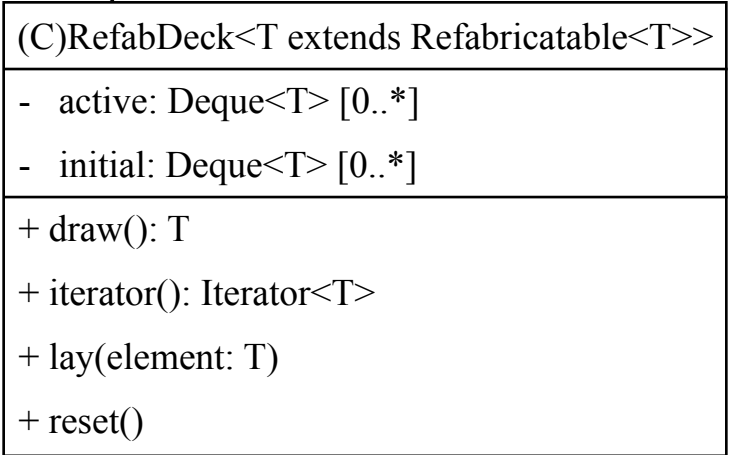 (C)RefabDeck<T extends Refabricatable<T>>
- active: Deque<T> [0..*]
- initial: Deque<T> [0..*]
+ draw(): T
+ iterator(): Iterator<T>
+ lay(element: T)
+ reset()